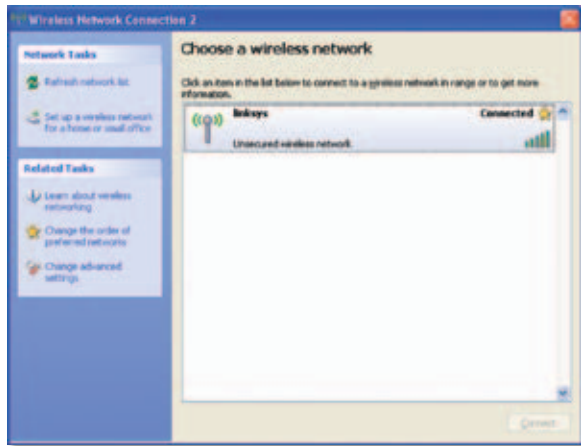 Wireless Network Connection 2
Network Tasks
Refresh network list
Set up a wireless network
for a home or small office
Related Tasks
Learn about wireless
networking
Change the order of
preferred networks
Change advanced
settings
Choose a wireless network
Click an item in the list below to connect to a wireless network in range or to get more
information.
linksys
Connected
Unsecured wireless network
Connect